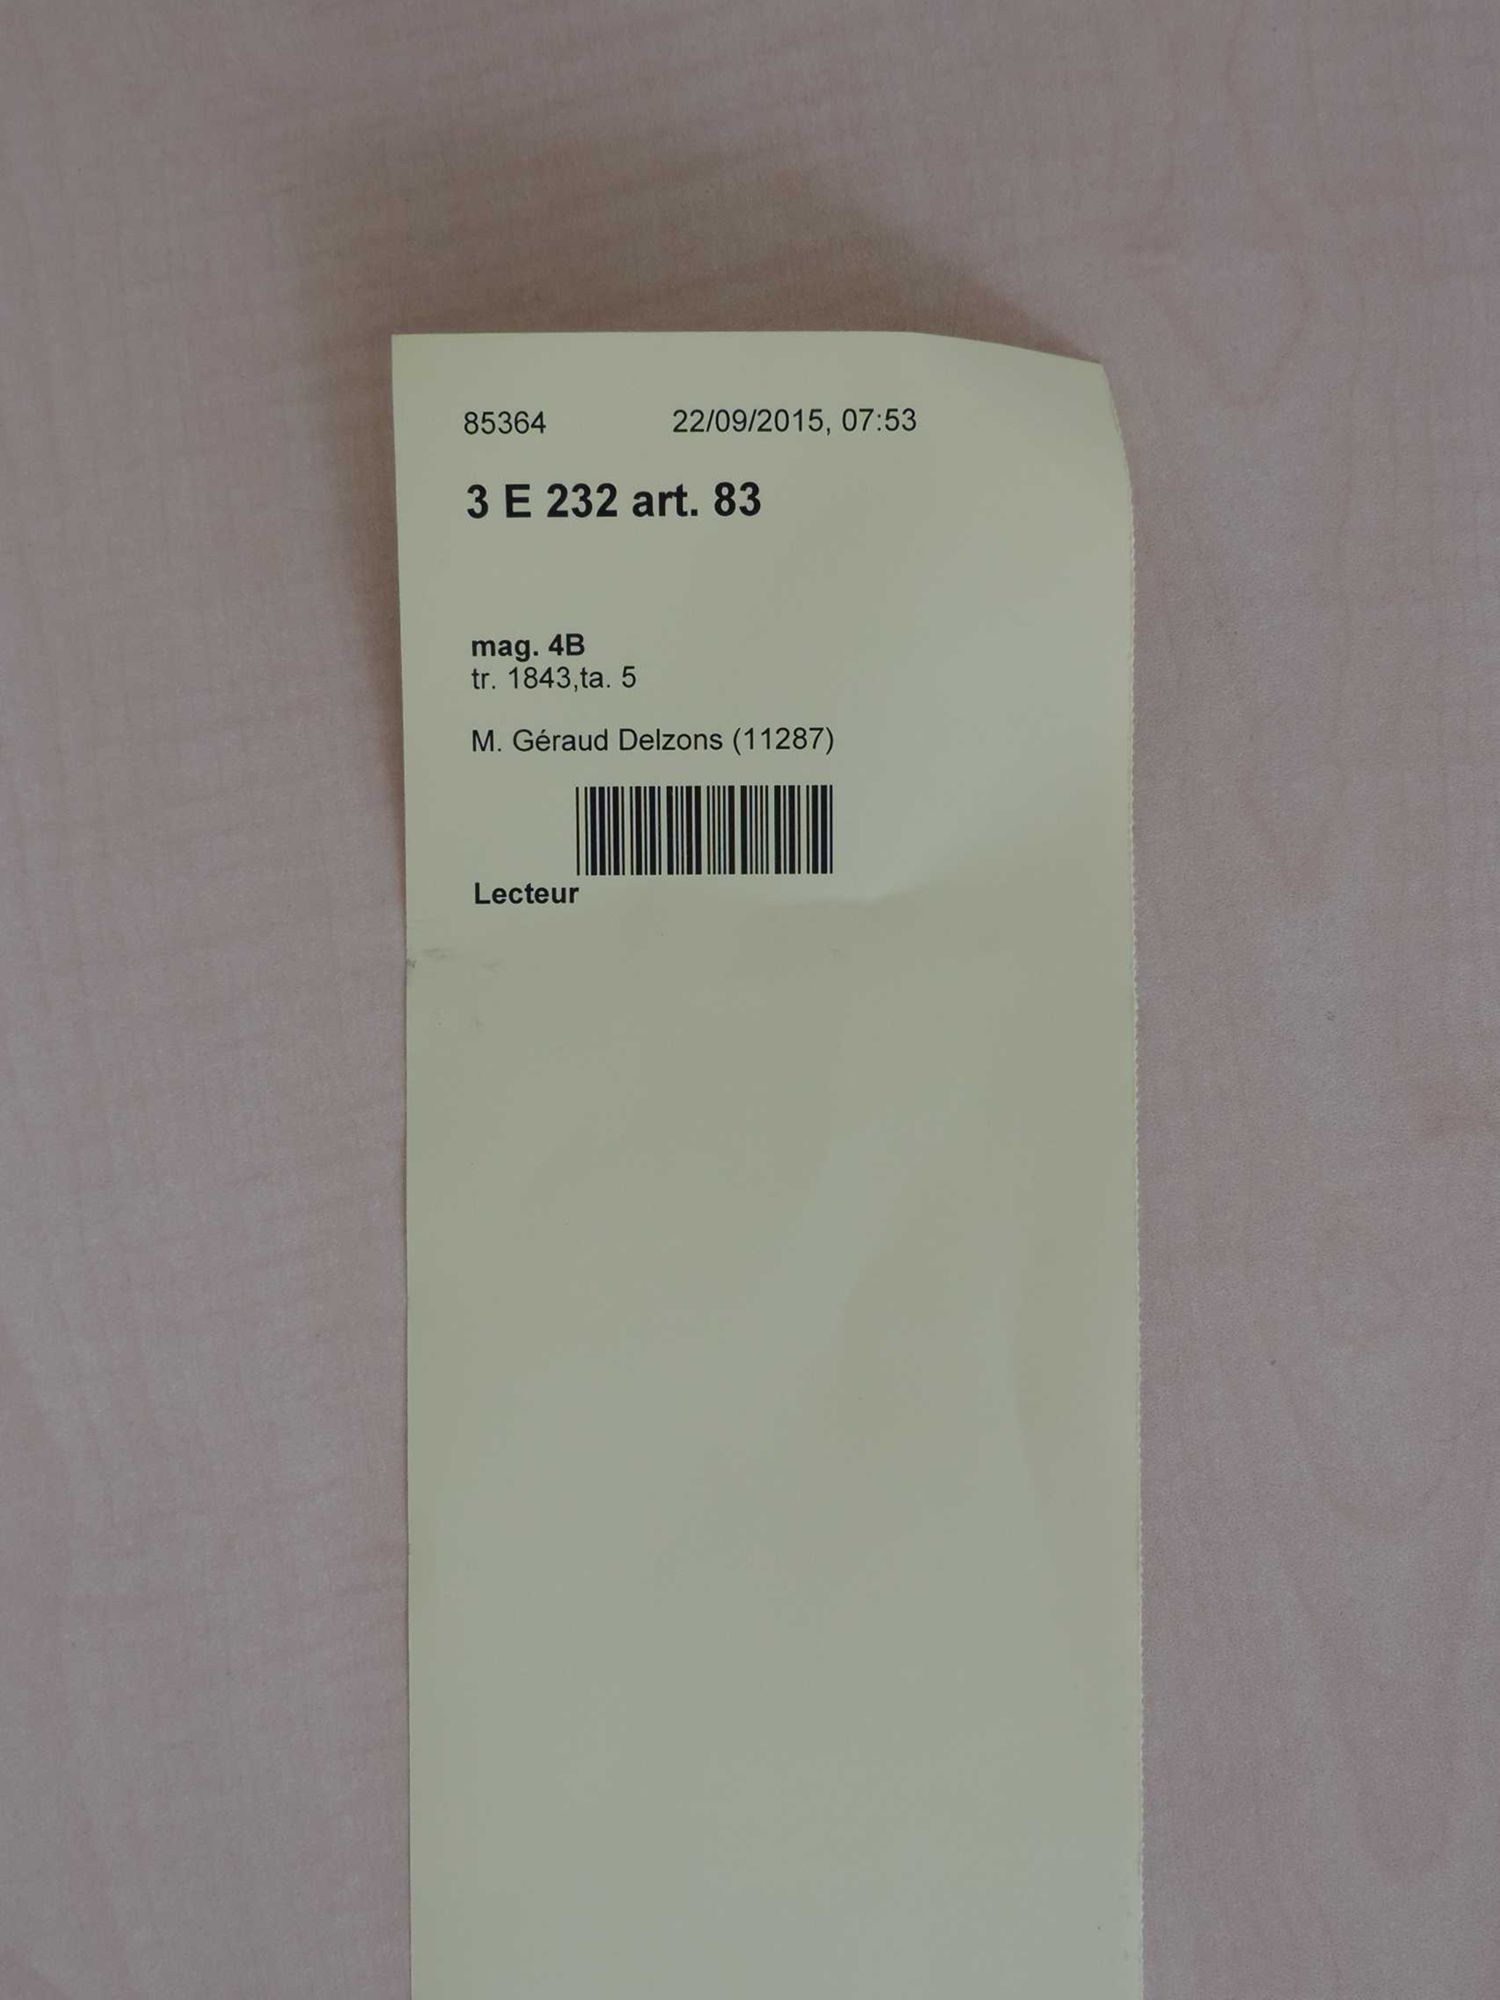 85364 22/09/2015, 07:53
3 E 232 art. 83
mag. 4B
tr. 1843,ta. 5
M. Géraud Delzons (11287)
Lecteur